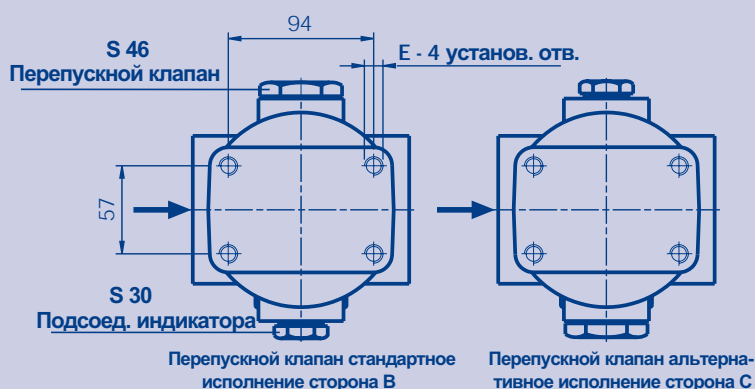 94
S 46
Перепускной клапан
E - 4 установ. отв.
57
S 30
Подсоед. индикатора
Перепускной клапан стандартное
исполнение сторона B
Перепускной клапан альтерна-
тивное исполнение сторона C